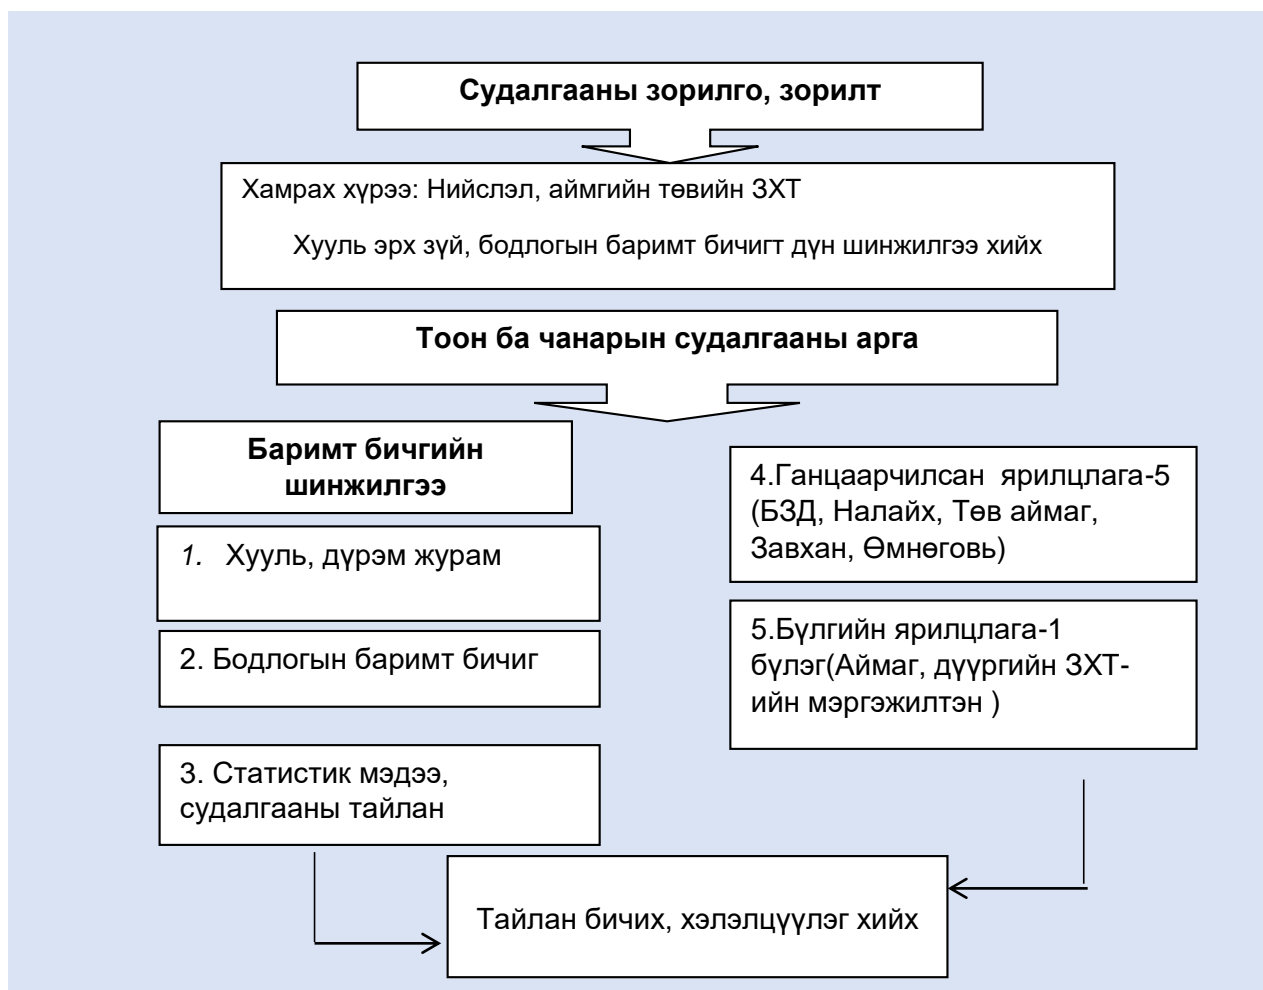 Судалгааны зорилго, зорилт
Хамрах хүрээ: Нийслэл, аймгийн төвийн ЗХТ
Хууль эрх зүй, бодлогын баримт бичигт дүн шинжилгээ хийх
Тоон ба чанарын судалгааны арга
Баримт бичгийн
шинжилгээ
1. Хууль, дүрэм журам
2. Бодлогын баримт бичиг
3. Статистик мэдээ,
судалгааны тайлан
4.Ганцаарчилсан ярилцлага-5
(БЗД, Налайх, Төв аймаг,
Завхан, Өмнөговь)
5.Бүлгийн ярилцлага-1
бүлэг(Аймаг, дүүргийн ЗХТ-
ийн мэргэжилтэн )
Тайлан бичих, хэлэлцүүлэг хийх